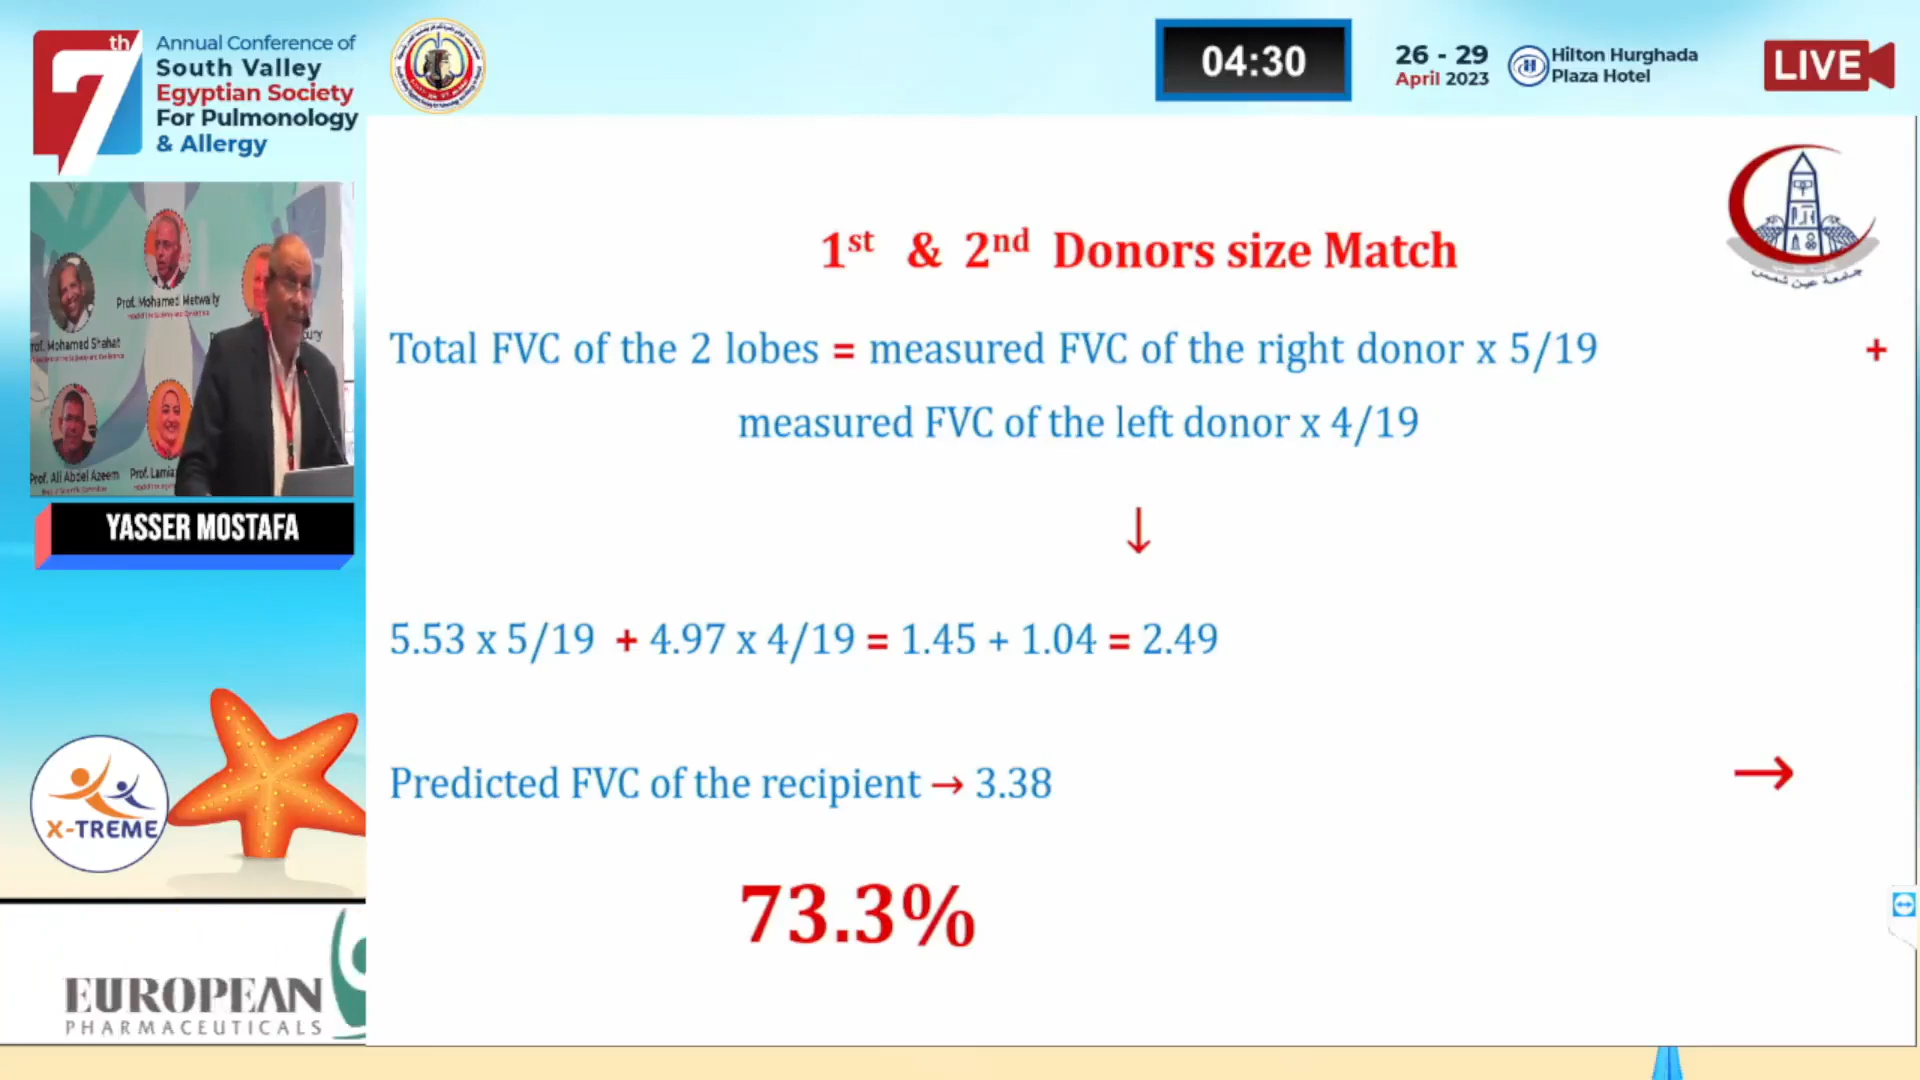 7th
Annual Conference of
South Valley
Egyptian Society
For Pulmonology
& Allergy
04:30
26 - 29
April 2023
Hilton Hurghada
Plaza Hotel
LIVE
Prof. Mohamed Metwally
Prof. Mohamed Shahat
Prof. Ali Abdel Azeem
Prof. Lamia
YASSER MOSTAFA
X-TREME
EUROPEAN
PHARMACEUTICALS
جامعة عين شمس
1st & 2nd Donors size Match
Total FVC of the 2 lobes = measured FVC of the right donor x 5/19 +
measured FVC of the left donor x 4/19
↓
5.53 x 5/19 + 4.97 x 4/19 = 1.45 + 1.04 = 2.49
Predicted FVC of the recipient → 3.38 →
73.3%